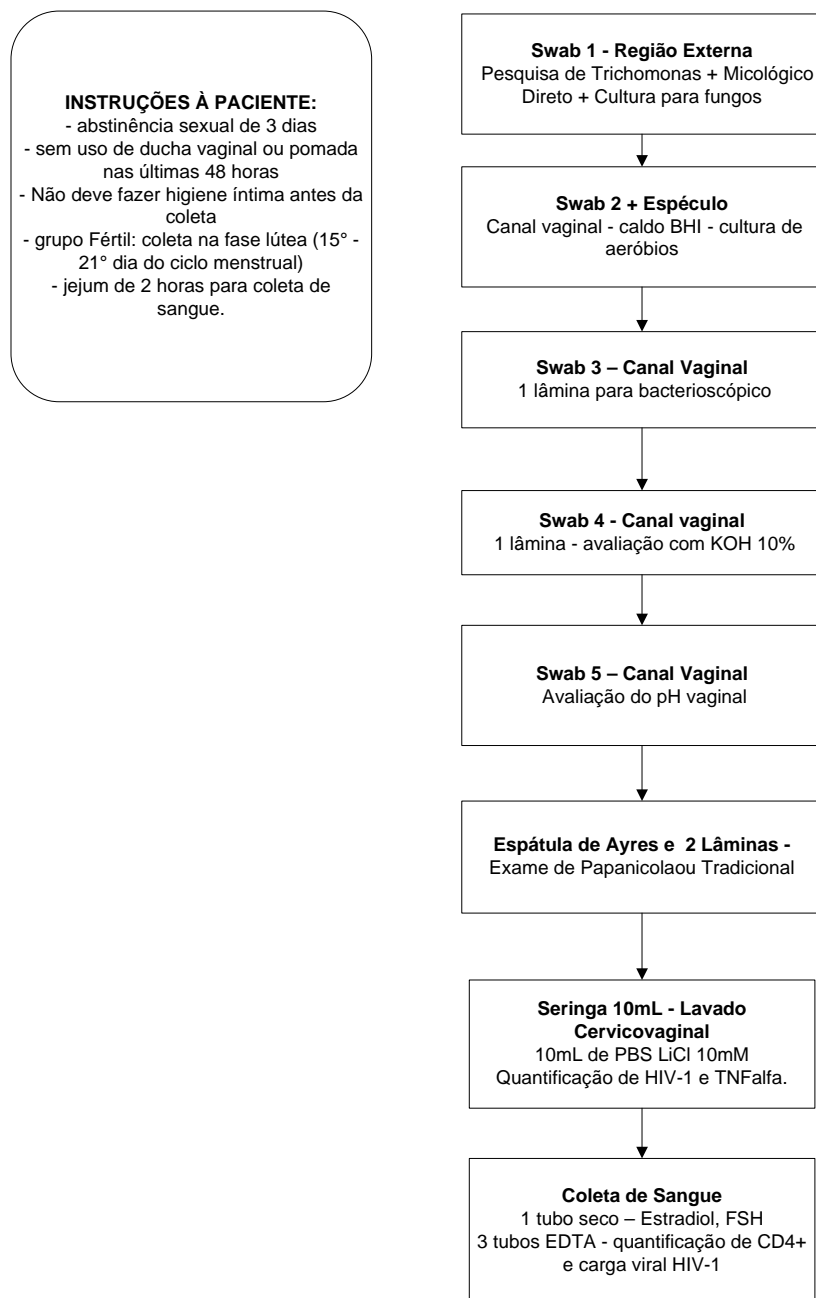 INSTRUÇÕES À PACIENTE:
- abstinência sexual de 3 dias
- sem uso de ducha vaginal ou pomada
nas últimas 48 horas
- Não deve fazer higiene íntima antes da
coleta
- grupo Fértil: coleta na fase lútea (15° -
21° dia do ciclo menstrual)
- jejum de 2 horas para coleta de
sangue.
Swab 1 - Região Externa
Pesquisa de Trichomonas + Micológico
Direto + Cultura para fungos
Swab 2 + Espéculo
Canal vaginal - caldo BHI - cultura de
aeróbios
Swab 3 – Canal Vaginal
1 lâmina para bacterioscópico
Swab 4 - Canal vaginal
1 lâmina - avaliação com KOH 10%
Swab 5 – Canal Vaginal
Avaliação do pH vaginal
Espátula de Ayres e 2 Lâminas -
Exame de Papanicolaou Tradicional
Seringa 10mL - Lavado
Cervicovaginal
10mL de PBS LiCl 10mM
Quantificação de HIV-1 e TNFalfa.
Coleta de Sangue
1 tubo seco – Estradiol, FSH
3 tubos EDTA - quantificação de CD4+
e carga viral HIV-1